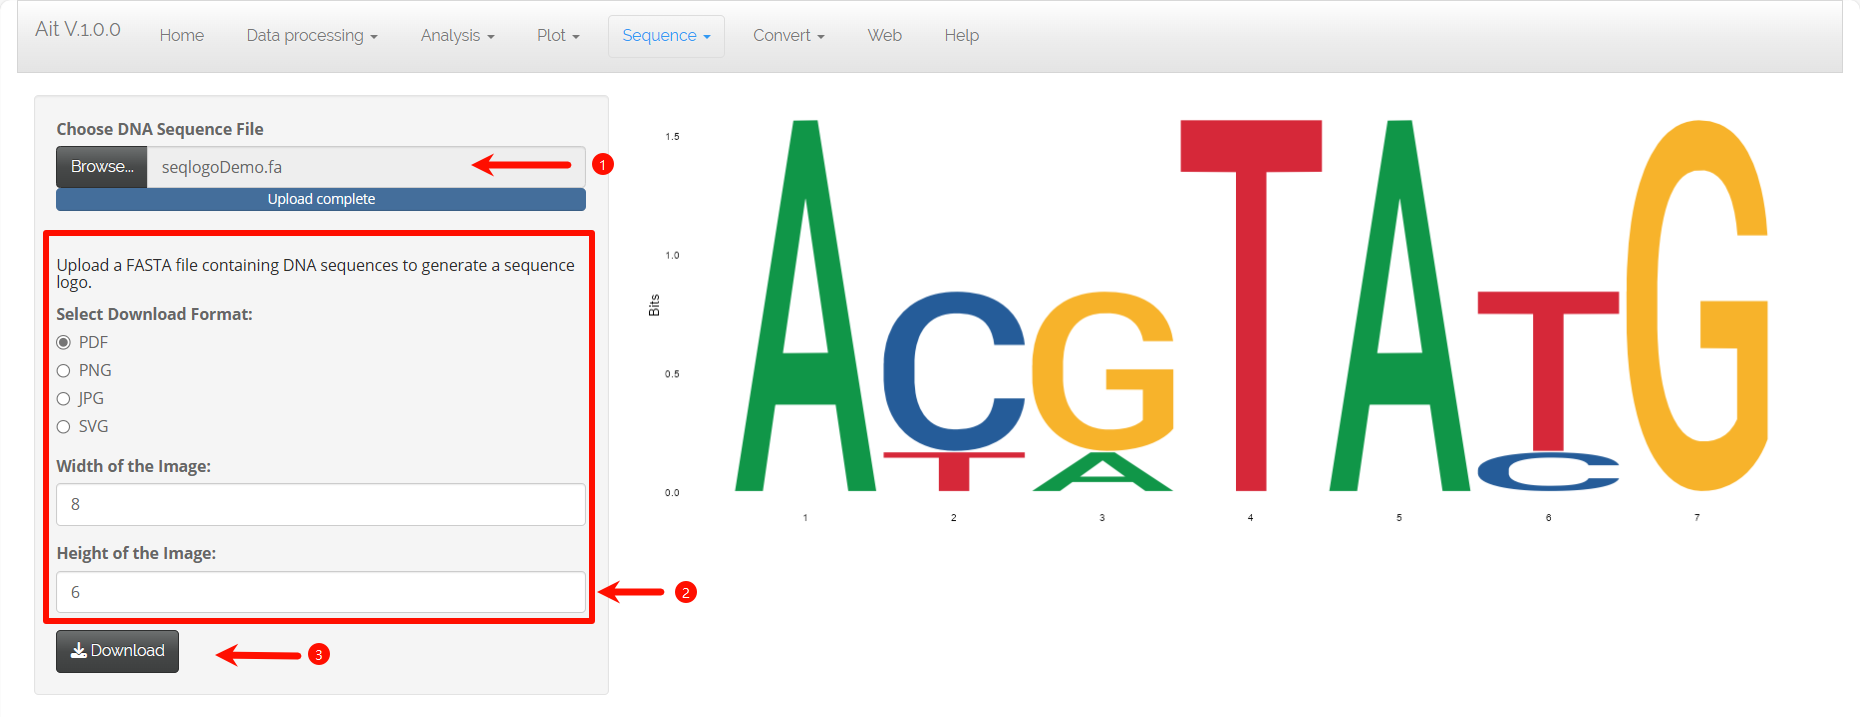 Ait V.1.0.0
Home
Data processing
Analysis
Plot
Sequence
Convert
Web
Help
Choose DNA Sequence File
Browse...
seqlogoDemo.fa
1
Upload complete
Upload a FASTA file containing DNA sequences to generate a sequence
logo.
Select Download Format:
PDF
PNG
JPG
SVG
Width of the Image:
8
Height of the Image:
6
2
Download
3
1.5
1.0
0.5
0.0
Bits
A C G T A T G
T A C
1 2 3 4 5 6 7